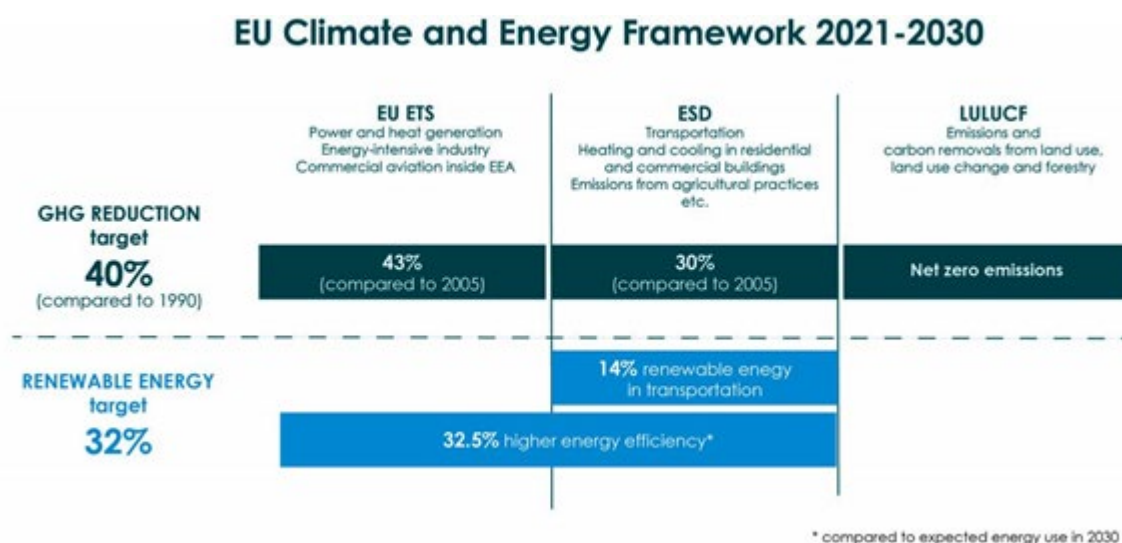 EU Climate and Energy Framework 2021-2030
EU ETS
Power and heat generation
Energy-intensive industry
Commercial aviation inside EEA
ESD
Transportation
Heating and cooling in residential
and commercial buildings
Emissions from agricultural practices
etc.
LULUCF
Emissions and
carbon removals from land use,
land use change and forestry
GHG REDUCTION
target
40%
(compared to 1990)
43%
(compared to 2005)
30%
(compared to 2005)
Net zero emissions
RENEWABLE ENERGY
target
32%
14% renewable enegy
in transportation
32.5% higher energy efficiency*
* compared to expected energy use in 2030